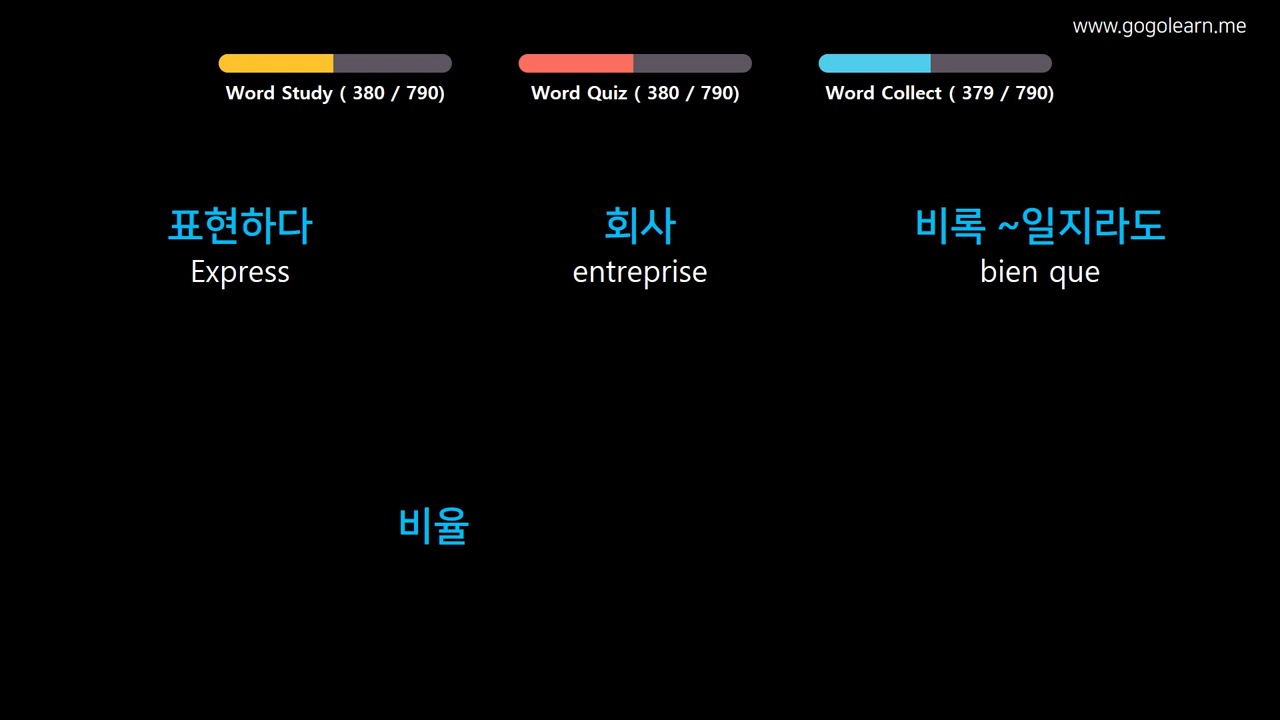 www.gogolearn.me
Word Study ( 380 / 790)
Word Quiz ( 380 / 790)
Word Collect ( 379 / 790)
표현하다
Express
회사
entreprise
비록 ~일지라도
bien que
비율